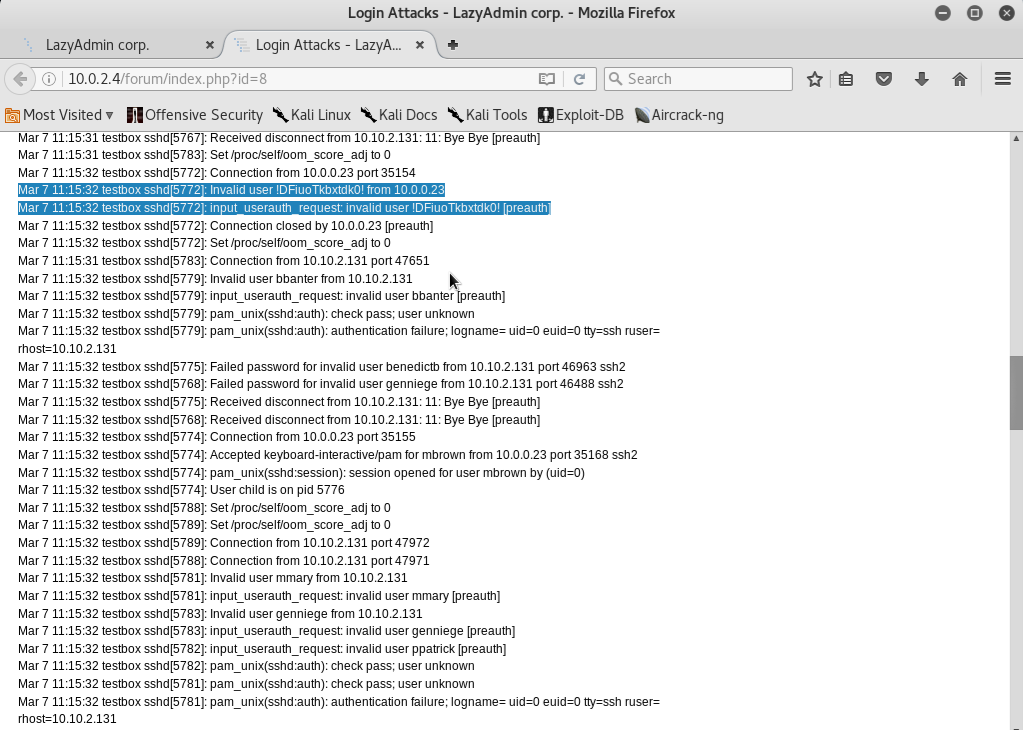 Login Attacks - LazyAdmin corp. - Mozilla Firefox
LazyAdmin corp.
Login Attacks - LazyA...
10.0.2.4/forum/index.php?id=8
Search
Most Visited
Offensive Security
Kali Linux
Kali Docs
Kali Tools
Exploit-DB
Aircrack-ng
Mar 7 11:15:31 testbox sshd[5767]: Received disconnect from 10.10.2.131: 11: Bye Bye [preauth]
Mar 7 11:15:31 testbox sshd[5783]: Set /proc/self/oom_score_adj to 0
Mar 7 11:15:32 testbox sshd[5772]: Connection from 10.0.0.23 port 35154
Mar 7 11:15:32 testbox sshd[5772]: Invalid user !DFiuoTkbxtdk0! from 10.0.0.23
Mar 7 11:15:32 testbox sshd[5772]: input_userauth_request: invalid user !DFiuoTkbxtdk0! [preauth]
Mar 7 11:15:32 testbox sshd[5772]: Connection closed by 10.0.0.23 [preauth]
Mar 7 11:15:32 testbox sshd[5772]: Set /proc/self/oom_score_adj to 0
Mar 7 11:15:31 testbox sshd[5783]: Connection from 10.10.2.131 port 47651
Mar 7 11:15:32 testbox sshd[5779]: Invalid user bbanter from 10.10.2.131
Mar 7 11:15:32 testbox sshd[5779]: input_userauth_request: invalid user bbanter [preauth]
Mar 7 11:15:32 testbox sshd[5779]: pam_unix(sshd:auth): check pass; user unknown
Mar 7 11:15:32 testbox sshd[5779]: pam_unix(sshd:auth): authentication failure; logname= uid=0 euid=0 tty=ssh ruser=
rhost=10.10.2.131
Mar 7 11:15:32 testbox sshd[5775]: Failed password for invalid user benedictb from 10.10.2.131 port 46963 ssh2
Mar 7 11:15:32 testbox sshd[5768]: Failed password for invalid user genniege from 10.10.2.131 port 46488 ssh2
Mar 7 11:15:32 testbox sshd[5775]: Received disconnect from 10.10.2.131: 11: Bye Bye [preauth]
Mar 7 11:15:32 testbox sshd[5768]: Received disconnect from 10.10.2.131: 11: Bye Bye [preauth]
Mar 7 11:15:32 testbox sshd[5774]: Connection from 10.0.0.23 port 35155
Mar 7 11:15:32 testbox sshd[5774]: Accepted keyboard-interactive/pam for mbrown from 10.0.0.23 port 35168 ssh2
Mar 7 11:15:32 testbox sshd[5774]: pam_unix(sshd:session): session opened for user mbrown by (uid=0)
Mar 7 11:15:32 testbox sshd[5774]: User child is on pid 5776
Mar 7 11:15:32 testbox sshd[5788]: Set /proc/self/oom_score_adj to 0
Mar 7 11:15:32 testbox sshd[5789]: Set /proc/self/oom_score_adj to 0
Mar 7 11:15:32 testbox sshd[5789]: Connection from 10.10.2.131 port 47972
Mar 7 11:15:32 testbox sshd[5788]: Connection from 10.10.2.131 port 47971
Mar 7 11:15:32 testbox sshd[5781]: Invalid user mmary from 10.10.2.131
Mar 7 11:15:32 testbox sshd[5781]: input_userauth_request: invalid user mmary [preauth]
Mar 7 11:15:32 testbox sshd[5783]: Invalid user genniege from 10.10.2.131
Mar 7 11:15:32 testbox sshd[5783]: input_userauth_request: invalid user genniege [preauth]
Mar 7 11:15:32 testbox sshd[5782]: input_userauth_request: invalid user ppatrick [preauth]
Mar 7 11:15:32 testbox sshd[5782]: pam_unix(sshd:auth): check pass; user unknown
Mar 7 11:15:32 testbox sshd[5781]: pam_unix(sshd:auth): check pass; user unknown
Mar 7 11:15:32 testbox sshd[5781]: pam_unix(sshd:auth): authentication failure; logname= uid=0 euid=0 tty=ssh ruser=
rhost=10.10.2.131